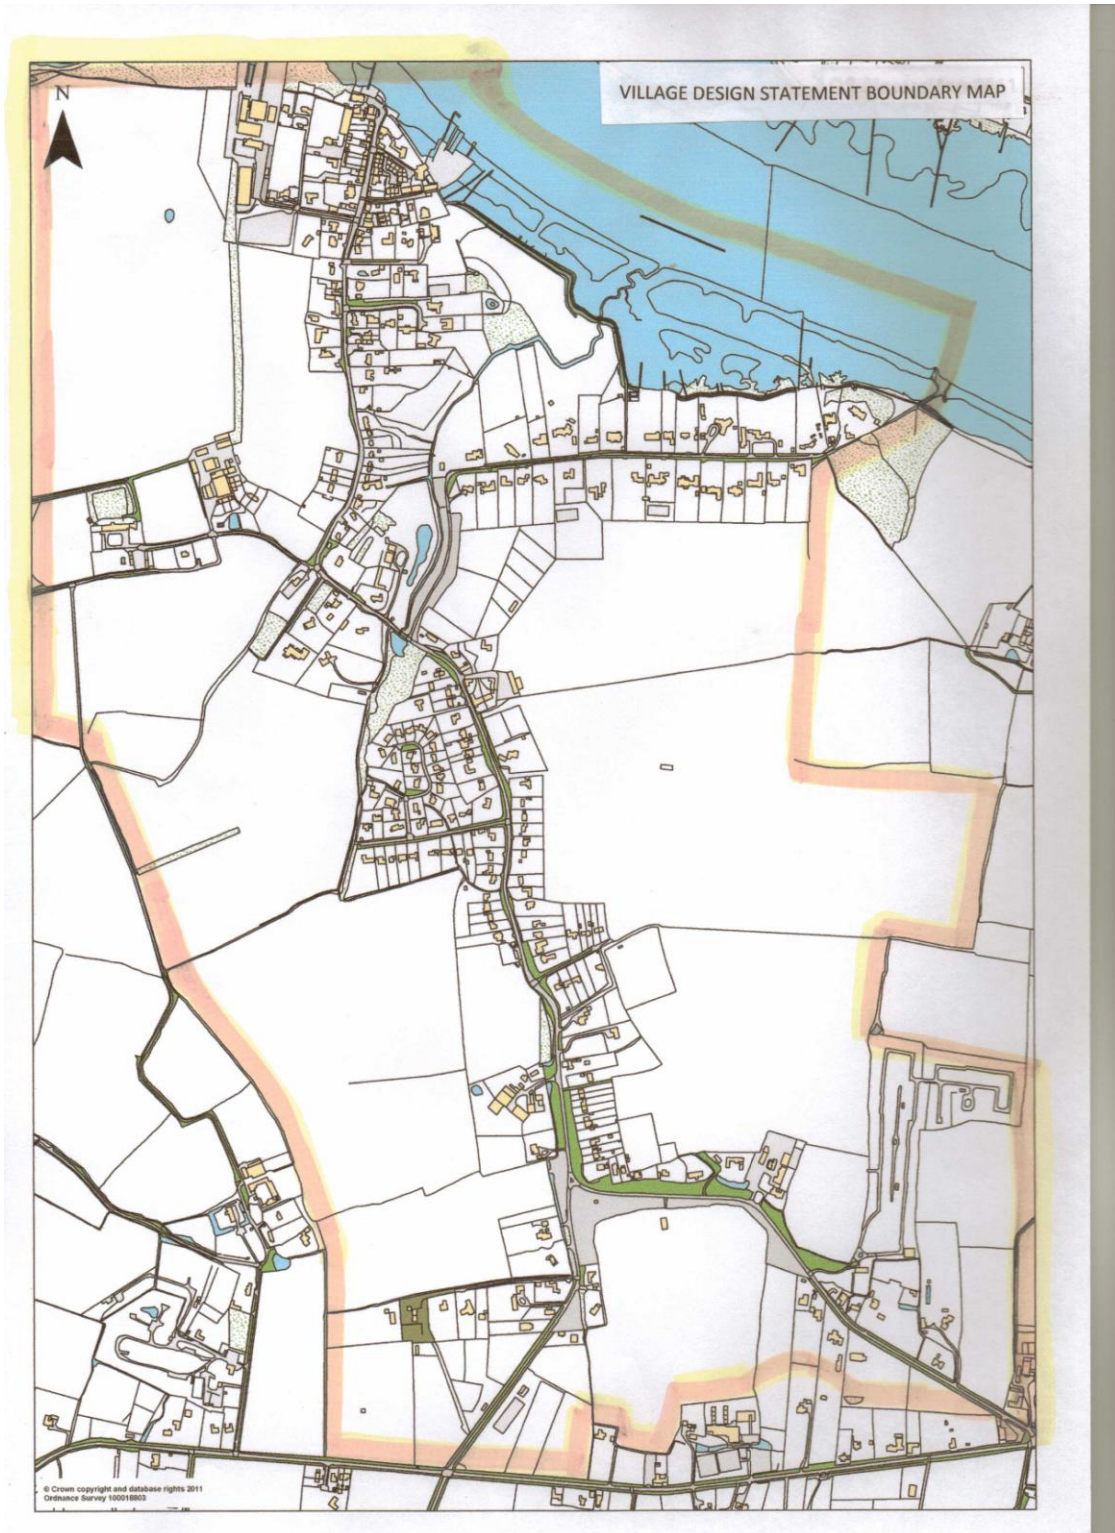 VILLAGE DESIGN STATEMENT BOUNDARY MAP
N
© Crown copyright and database rights 2011
Ordnance Survey 100018803